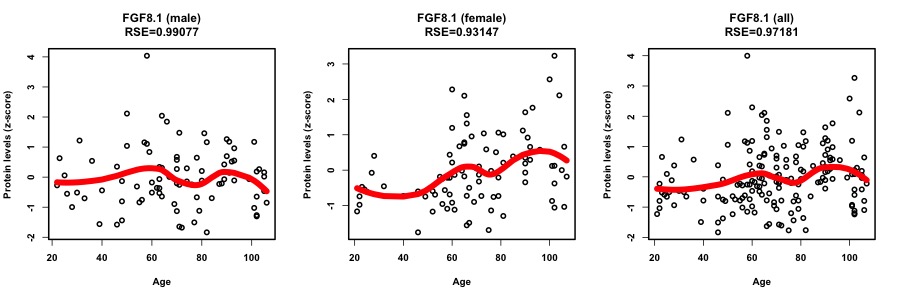 FGF8.1 (male)
RSE=0.99077
Protein levels (z-score)
4
3
2
1
0
-1
-2
20
40
60
80
100
Age
FGF8.1 (female)
RSE=0.93147
Protein levels (z-score)
3
2
1
0
-1
20
40
60
80
100
Age
FGF8.1 (all)
RSE=0.97181
Protein levels (z-score)
4
3
2
1
0
-1
-2
20
40
60
80
100
Age